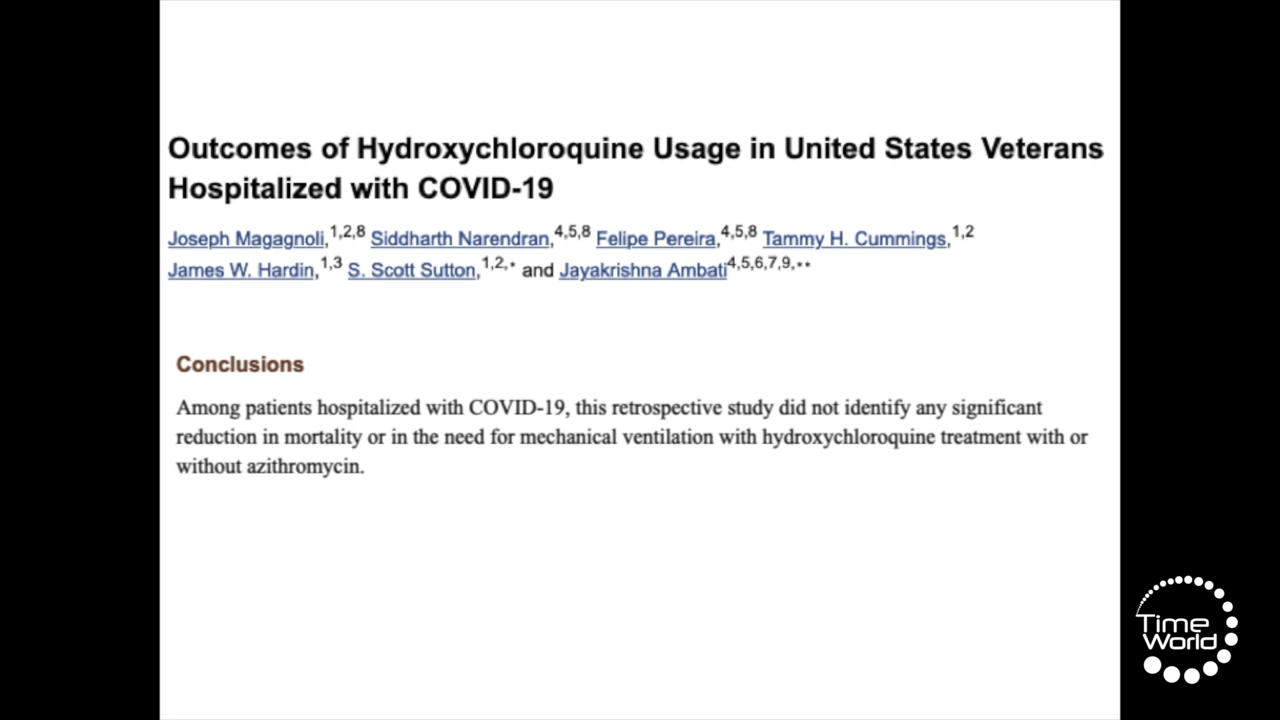 Outcomes of Hydroxychloroquine Usage in United States Veterans
Hospitalized with COVID-19
Joseph Magagnoli,1,2,8 Siddharth Narendran,4,5,8 Felipe Pereira,4,5,8 Tammy H. Cummings,1,2
James W. Hardin,1,3 S. Scott Sutton,1,2,* and Jayakrishna Ambati4,5,6,7,9,**
Conclusions
Among patients hospitalized with COVID-19, this retrospective study did not identify any significant
reduction in mortality or in the need for mechanical ventilation with hydroxychloroquine treatment with or
without azithromycin.
Time
World